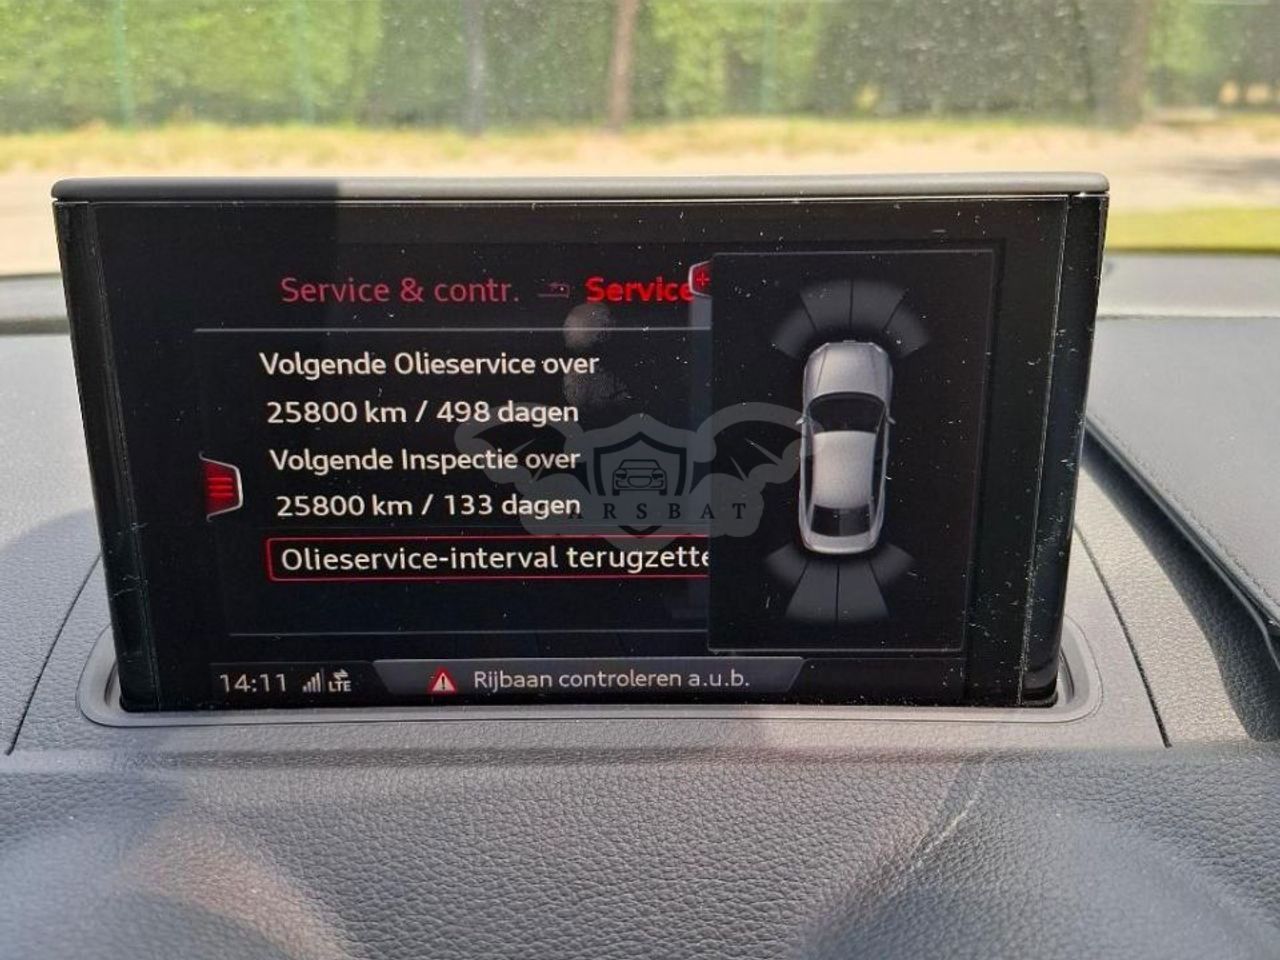 Service & contr. Service
Volgende Olieservice over
25800 km / 498 dagen
Volgende Inspectie over
25800 km / 133 dagen
ARSBAT
Olieservice-interval terugzette
14:11 LTE Rijbaan controleren a.u.b.